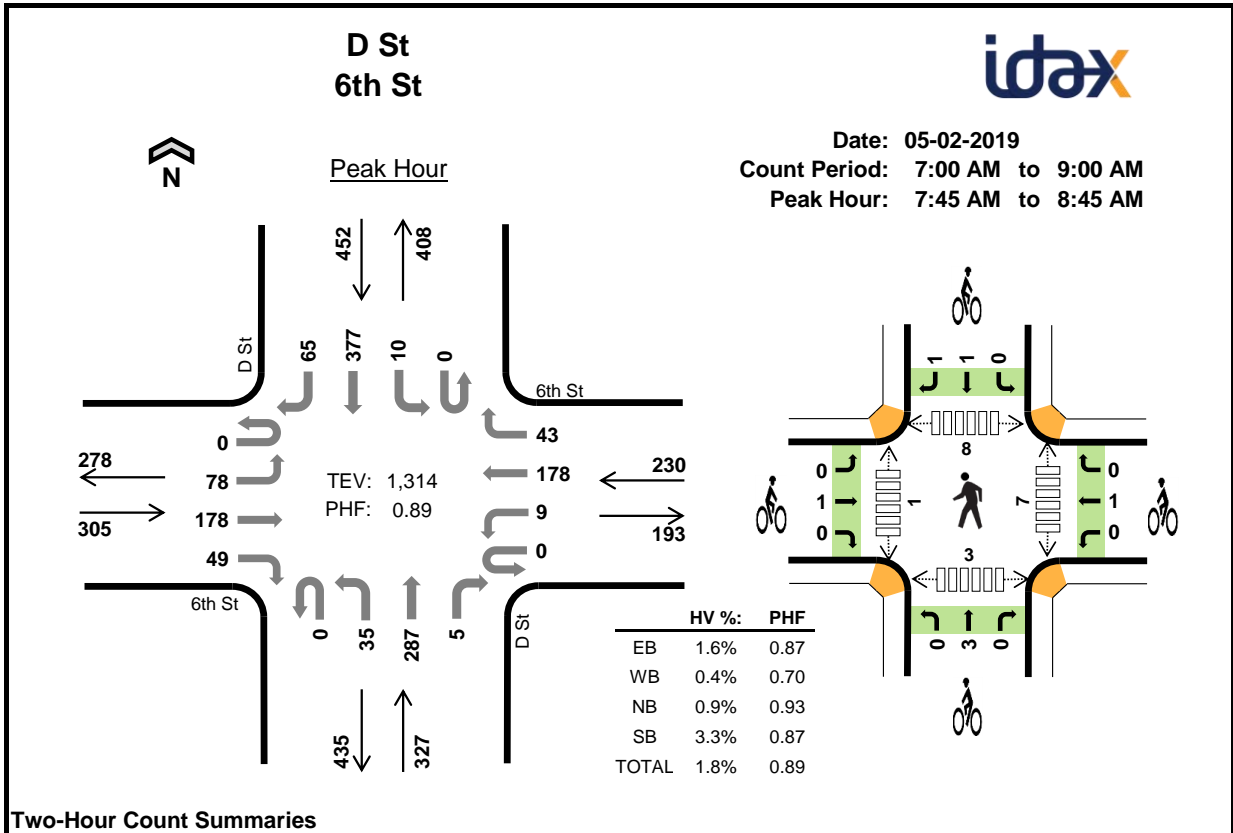 D St
6th St
idax
N
Peak Hour
Date: 05-02-2019
Count Period: 7:00 AM to 9:00 AM
Peak Hour: 7:45 AM to 8:45 AM
452
408
D St
65
377
10
0
6th St
0
78
178
49
278
305
TEV: 1,314
PHF: 0.89
43
178
9
0
230
193
6th St
0
35
287
5
D St
435
327
HV %: PHF
EB 1.6% 0.87
WB 0.4% 0.70
NB 0.9% 0.93
SB 3.3% 0.87
TOTAL 1.8% 0.89
1
1
0
8
0
1
0
1
7
0
1
0
3
0
3
0
Two-Hour Count Summaries